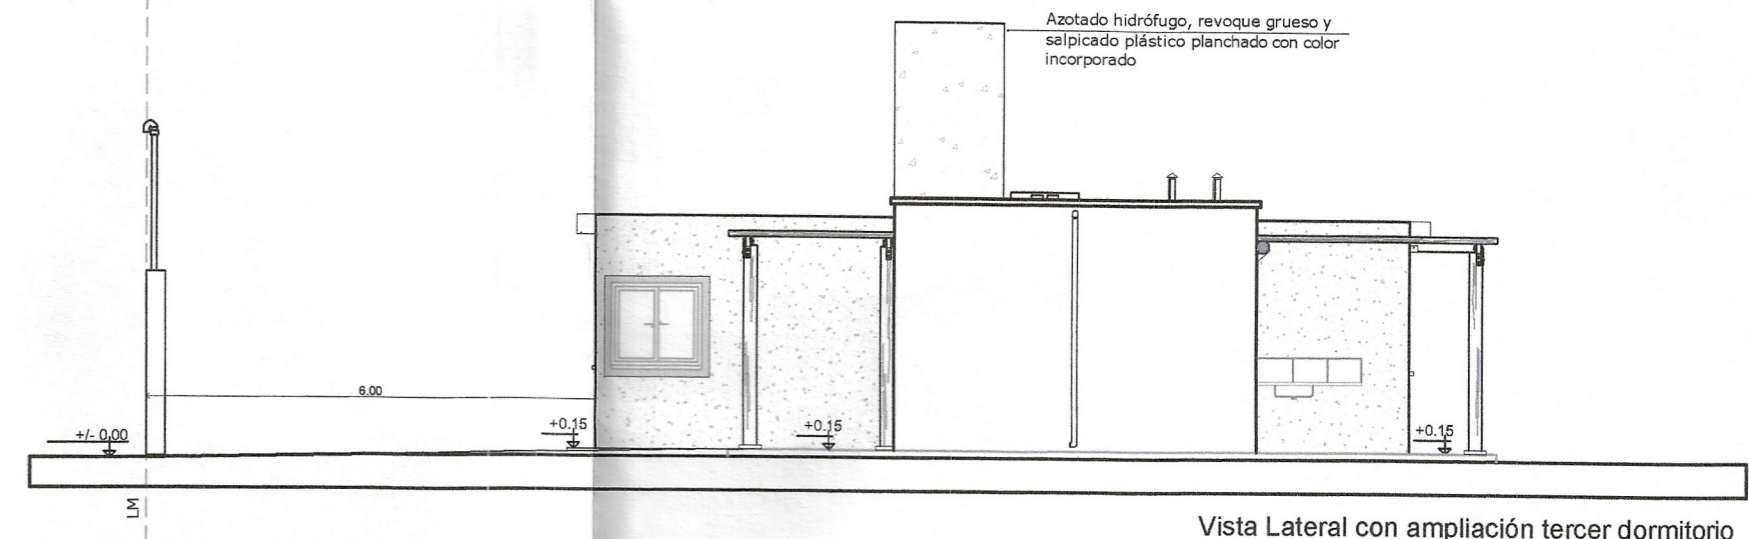 Azotado hidrófugo, revoque grueso y
salpicado plástico planchado con color
incorporado
6.00
+/- 0,00
+0.15
+0.15
+0.15
LM
Vista Lateral con ampliación tercer dormitorio